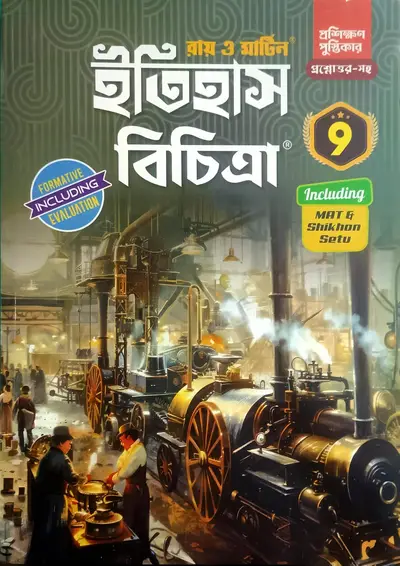 রায় ও মার্টিন®
ইতিহাস
বিচিত্রা®
প্রশিক্ষণ
পুস্তিকার
প্রশ্নোত্তর-সহ
9
FORMATIVE
INCLUDING
EVALUATION
Including
MAT &
Shikhon
Setu